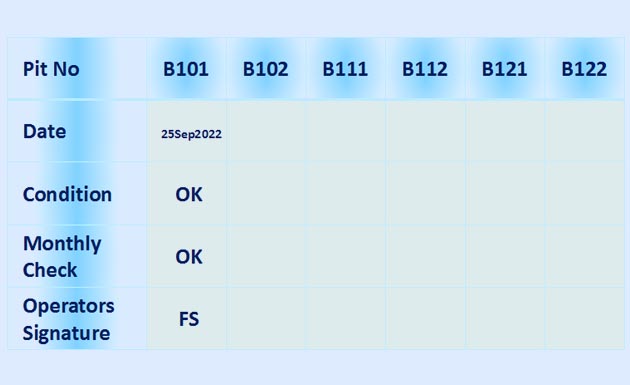 Pit No B101 B102 B111 B112 B121 B122
Date 25Sep2022
Condition OK
Monthly
Check OK
Operators
Signature FS